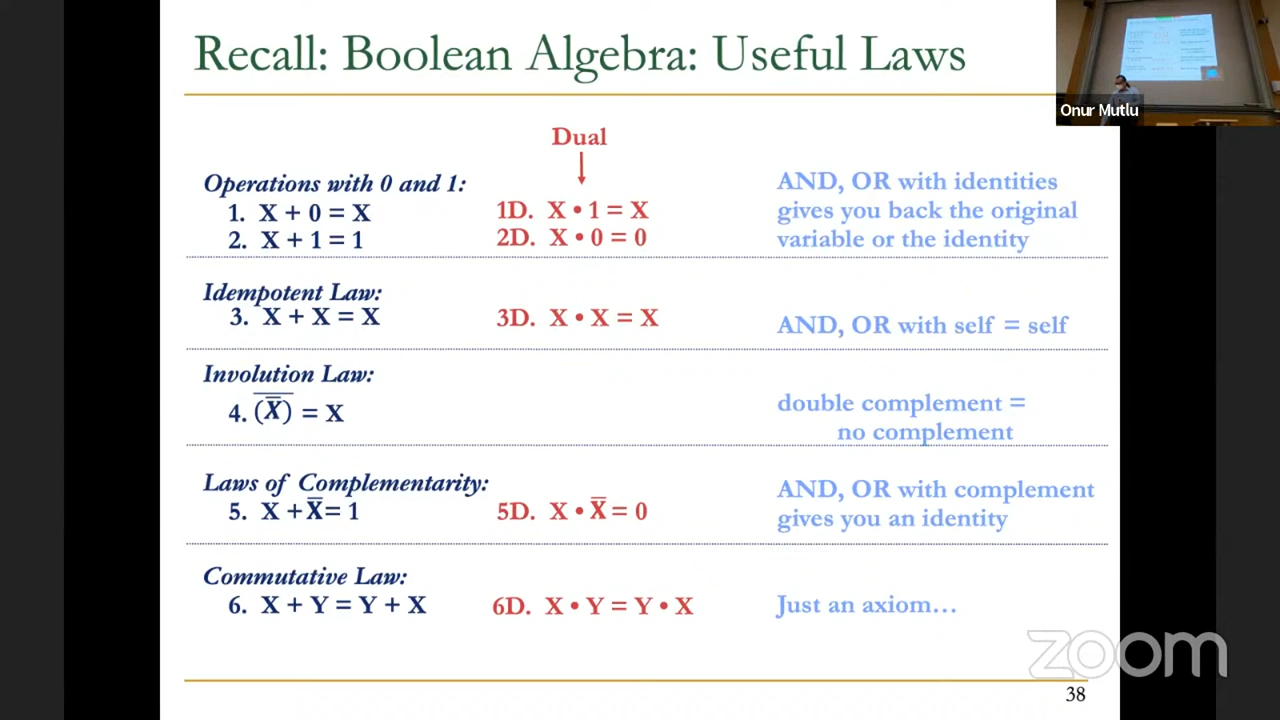 Recall: Boolean Algebra: Useful Laws
Onur Mutlu
Dual
Operations with 0 and 1:
1. X + 0 = X
2. X + 1 = 1
1D. X • 1 = X
2D. X • 0 = 0
AND, OR with identities
gives you back the original
variable or the identity
Idempotent Law:
3. X + X = X
3D. X • X = X
AND, OR with self = self
Involution Law:
4. \overline{(\overline{X})} = X
double complement =
no complement
Laws of Complementarity:
5. X + X̅ = 1
5D. X • X̅ = 0
AND, OR with complement
gives you an identity
Commutative Law:
6. X + Y = Y + X
6D. X • Y = Y • X
Just an axiom…
zoom
38